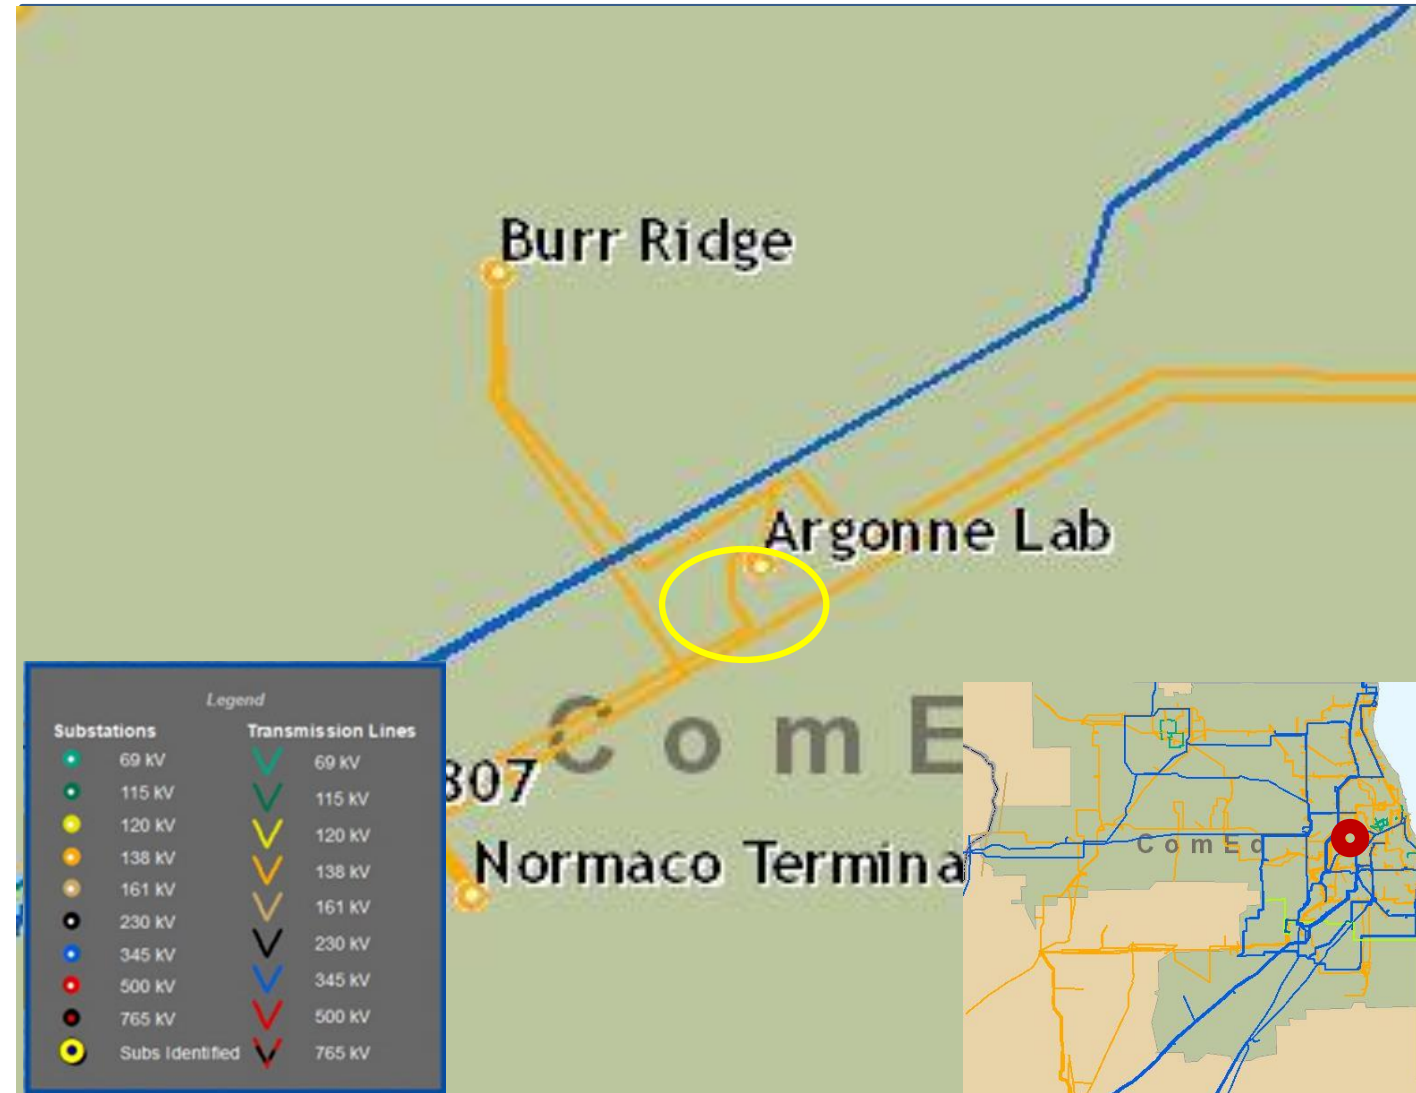 Burr Ridge
Argonne Lab
ComE
807
Normaco Termina
Legend
Substations
69 kV
115 kV
120 kV
138 kV
161 kV
230 kV
345 kV
500 kV
765 kV
Subs Identified
Transmission Lines
69 kV
115 kV
120 kV
138 kV
161 kV
230 kV
345 kV
500 kV
765 kV
ComEd